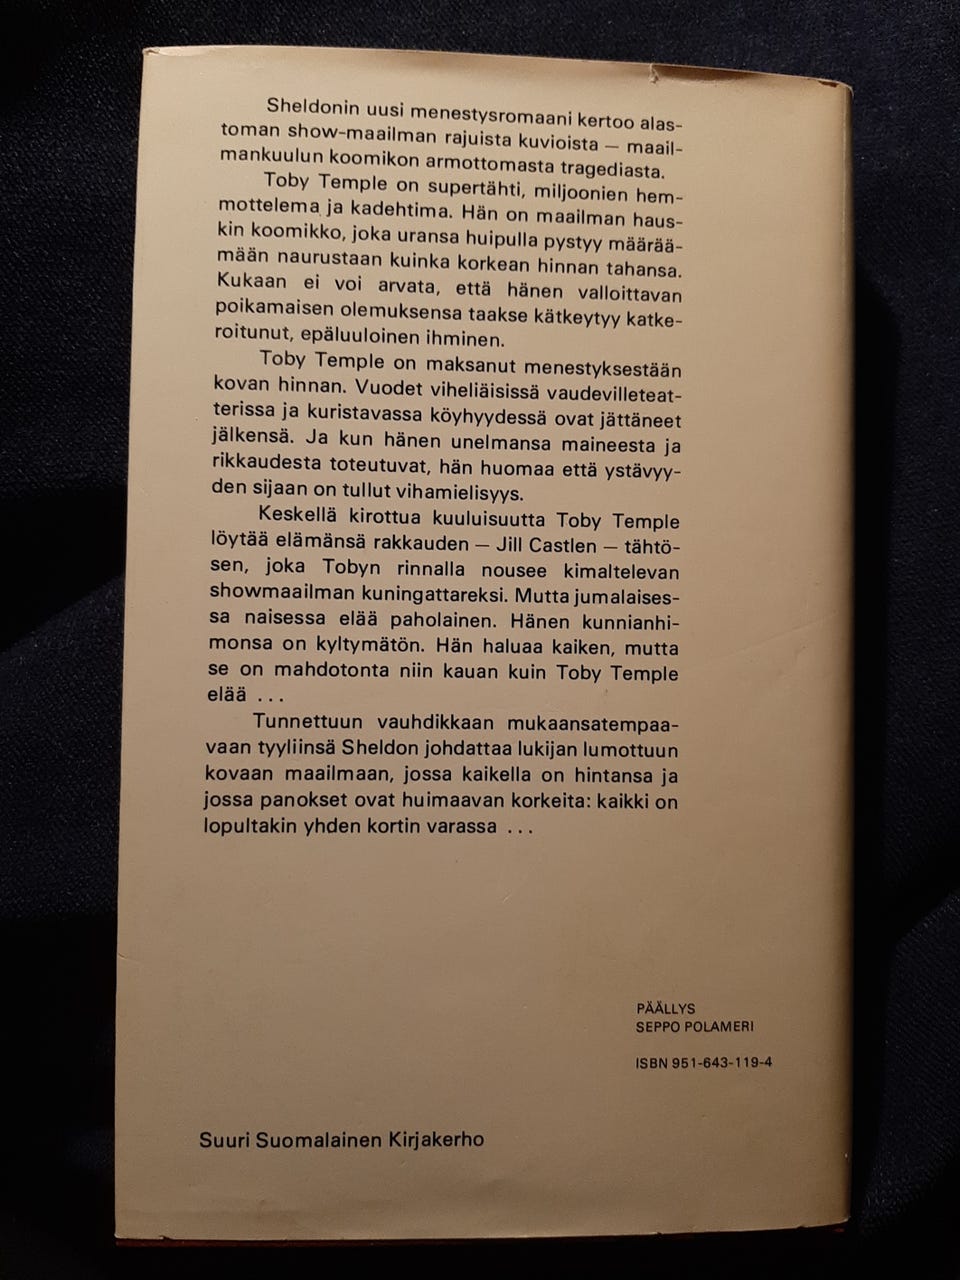 Sheldonin uusi menestysromaani kertoo alas-
toman show-maailman rajuista kuvioista — maail-
mankuulun koomikon armottomasta tragediasta.
Toby Temple on supertähti, miljoonien hem-
mottelema ja kadehtima. Hän on maailman haus-
kin koomikko, joka uransa huipulla pystyy määrää-
mään naurustaan kuinka korkean hinnan tahansa.
Kukaan ei voi arvata, että hänen valloittavan
poikamaisen olemuksensa taakse kätkeytyy katke-
roitunut, epäluuloinen ihminen.
Toby Temple on maksanut menestyksestään
kovan hinnan. Vuodet viheliäisissä vaudevilleteat-
terissa ja kuristavassa köyhyydessä ovat jättäneet
jälkensä. Ja kun hänen unelmansa maineesta ja
rikkaudesta toteutuvat, hän huomaa että ystävyy-
den sijaan on tullut vihamielisyys.
Keskellä kirottua kuuluisuutta Toby Temple
löytää elämänsä rakkauden — Jill Castlen — tähtö-
sen, joka Tobyn rinnalla nousee kimaltelevan
showmaailman kuningattareksi. Mutta jumalaises-
sa naisessa elää paholainen. Hänen kunnianhi-
monsa on kyltymätön. Hän haluaa kaiken, mutta
se on mahdotonta niin kauan kuin Toby Temple
elää ...
Tunnettuun vauhdikkaan mukaansatempaa-
vaan tyyliinsä Sheldon johdattaa lukijan lumottuun
kovaan maailmaan, jossa kaikella on hintansa ja
jossa panokset ovat huimaavan korkeita: kaikki on
lopultakin yhden kortin varassa ...
PÄÄLLYS
SEPPO POLAMERI
ISBN 951-643-119-4
Suuri Suomalainen Kirjakerho